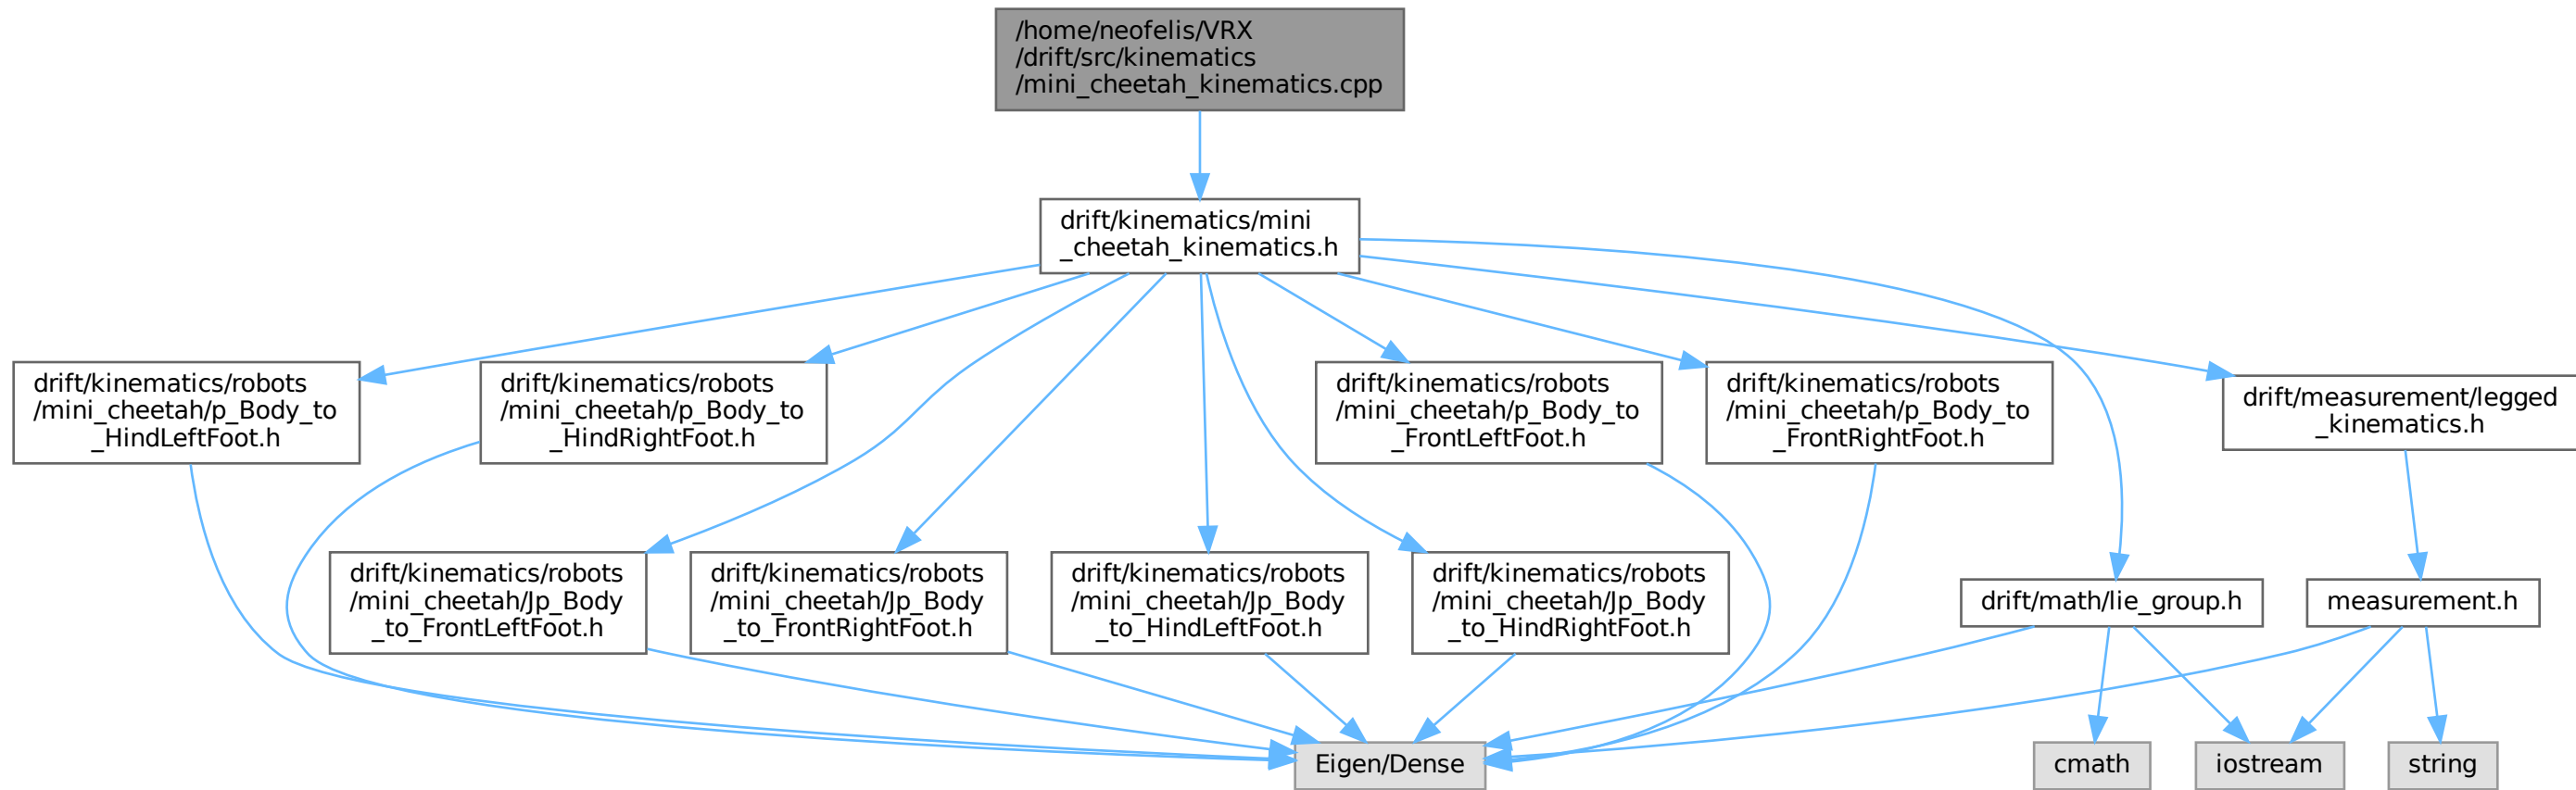 /home/neofelis/VRX
/drift/src/kinematics
/mini_cheetah_kinematics.cpp
drift/kinematics/mini
_cheetah_kinematics.h
drift/kinematics/robots
/mini_cheetah/p_Body_to
_HindLeftFoot.h
drift/kinematics/robots
/mini_cheetah/p_Body_to
_HindRightFoot.h
drift/kinematics/robots
/mini_cheetah/p_Body_to
_FrontLeftFoot.h
drift/kinematics/robots
/mini_cheetah/p_Body_to
_FrontRightFoot.h
drift/measurement/legged
_kinematics.h
drift/kinematics/robots
/mini_cheetah/Jp_Body
_to_FrontLeftFoot.h
drift/kinematics/robots
/mini_cheetah/Jp_Body
_to_FrontRightFoot.h
drift/kinematics/robots
/mini_cheetah/Jp_Body
_to_HindLeftFoot.h
drift/kinematics/robots
/mini_cheetah/Jp_Body
_to_HindRightFoot.h
drift/math/lie_group.h
measurement.h
Eigen/Dense
cmath
iostream
string